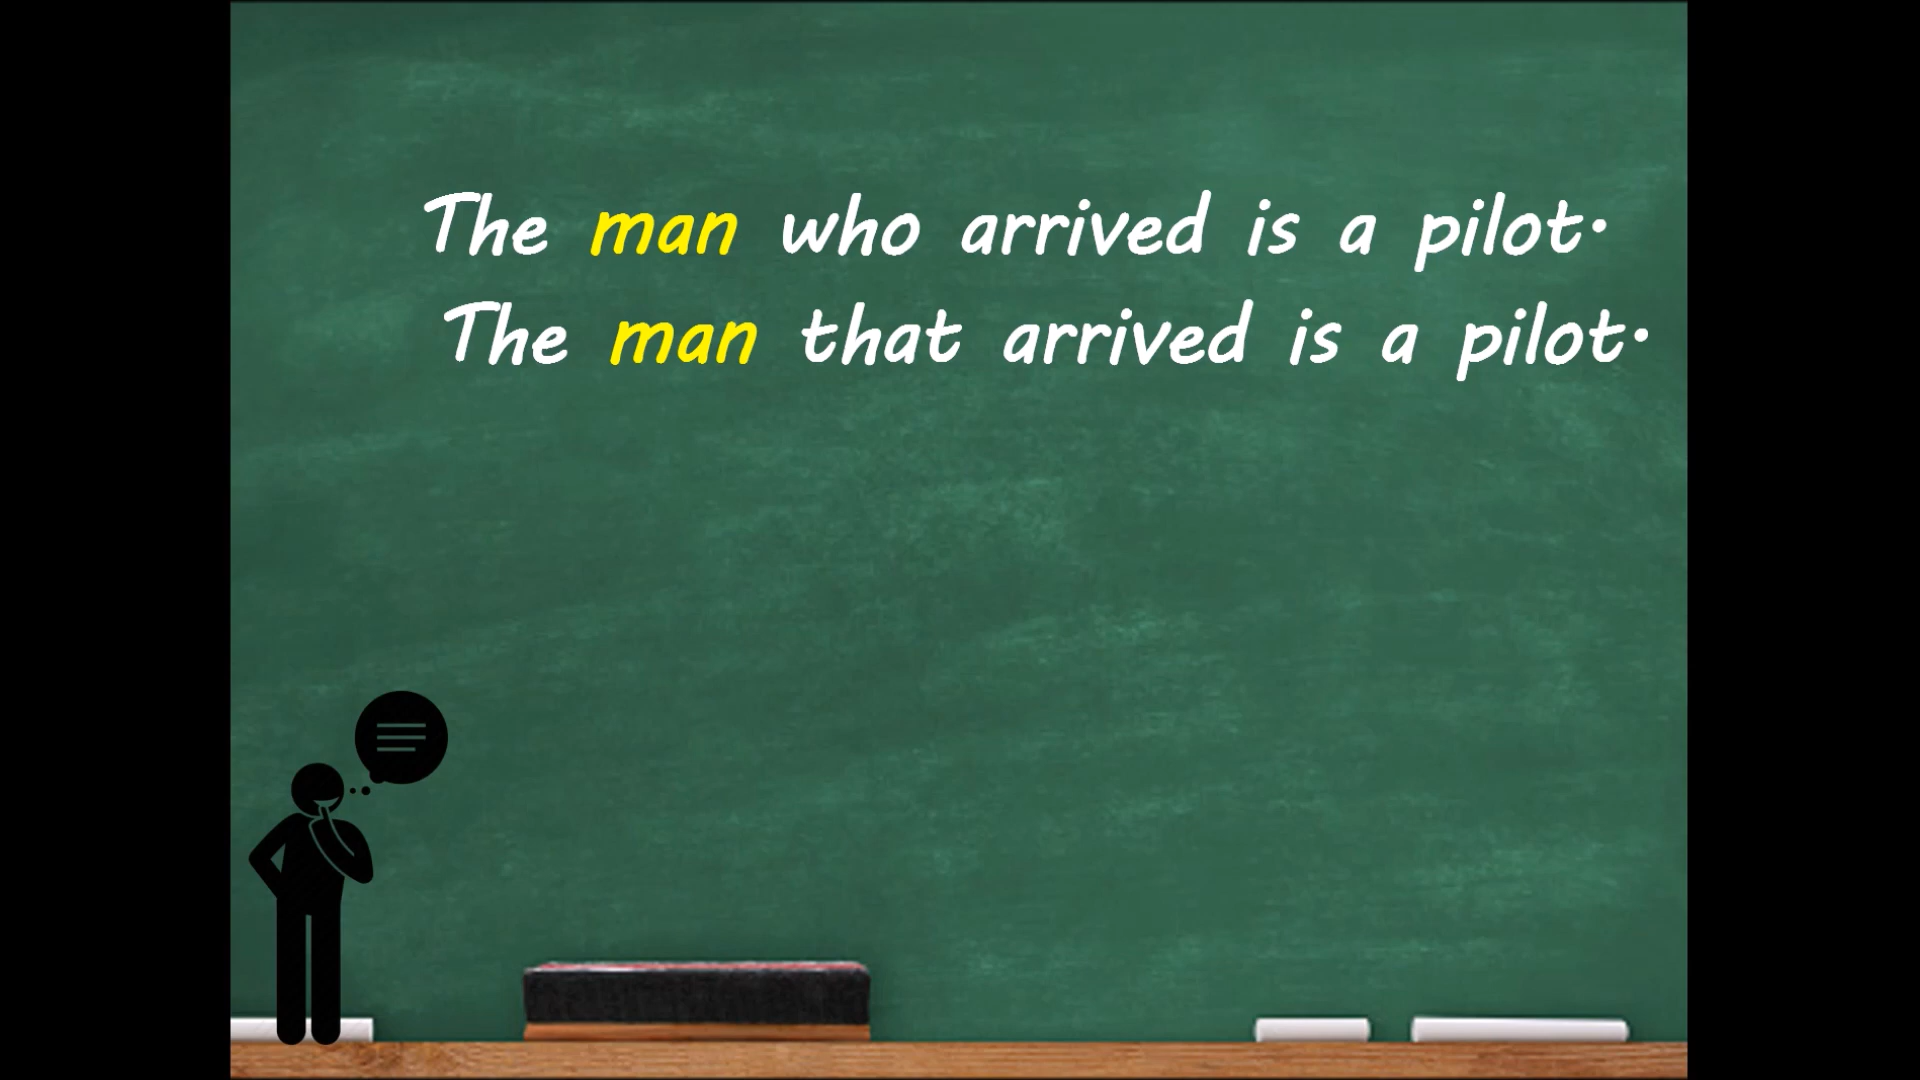 The man who arrived is a pilot.
The man that arrived is a pilot.